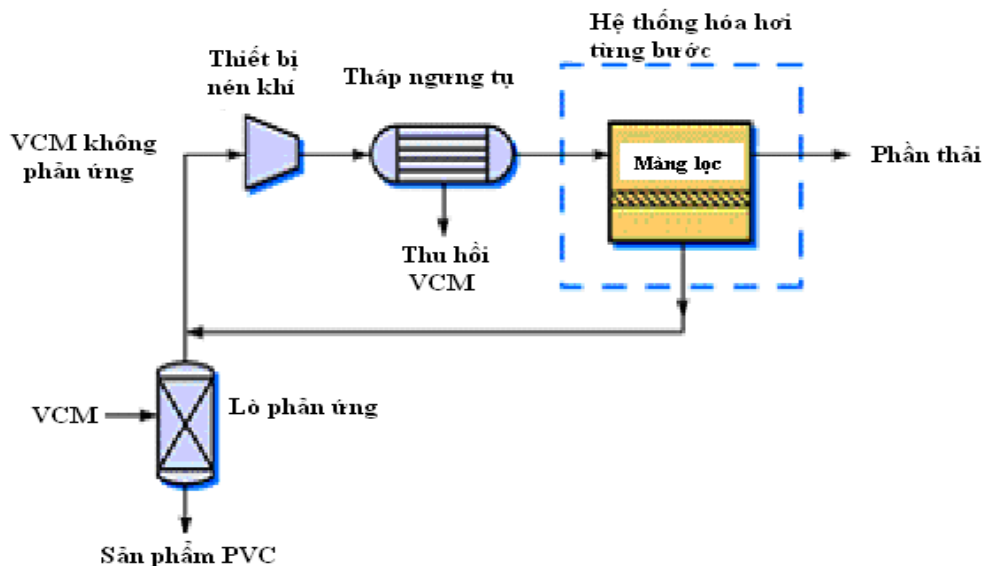 Hệ thống hóa hơi
từng bước
Thiết bị
nén khí
Tháp ngưng tụ
VCM không
phản ứng
Màng lọc
Phần thải
Thu hồi
VCM
VCM
Lò phản ứng
Sản phẩm PVC